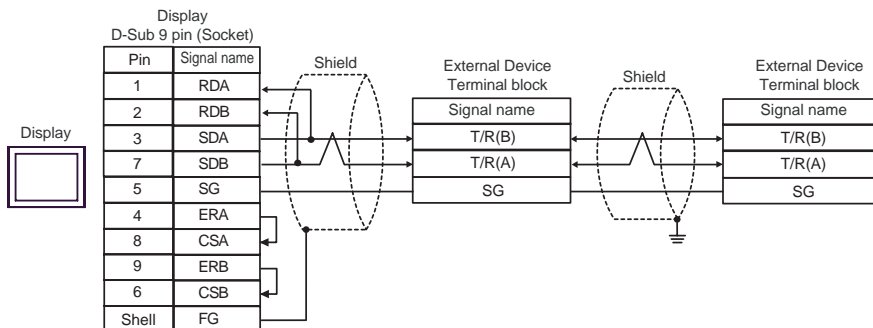 Display
D-Sub 9 pin (Socket)
Pin Signal name
1 RDA
2 RDB
3 SDA
7 SDB
5 SG
4 ERA
8 CSA
9 ERB
6 CSB
Shell FG
Display
Shield
External Device
Terminal block
Signal name
T/R(B)
T/R(A)
SG
Shield
External Device
Terminal block
Signal name
T/R(B)
T/R(A)
SG